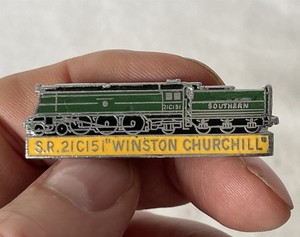 21C151
SOUTHERN
S.R. 21C151 "WINSTON CHURCHILL"